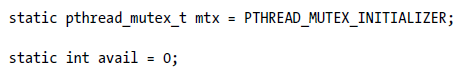 static pthread_mutex_t mtx = PTHREAD_MUTEX_INITIALIZER;
static int avail = 0;